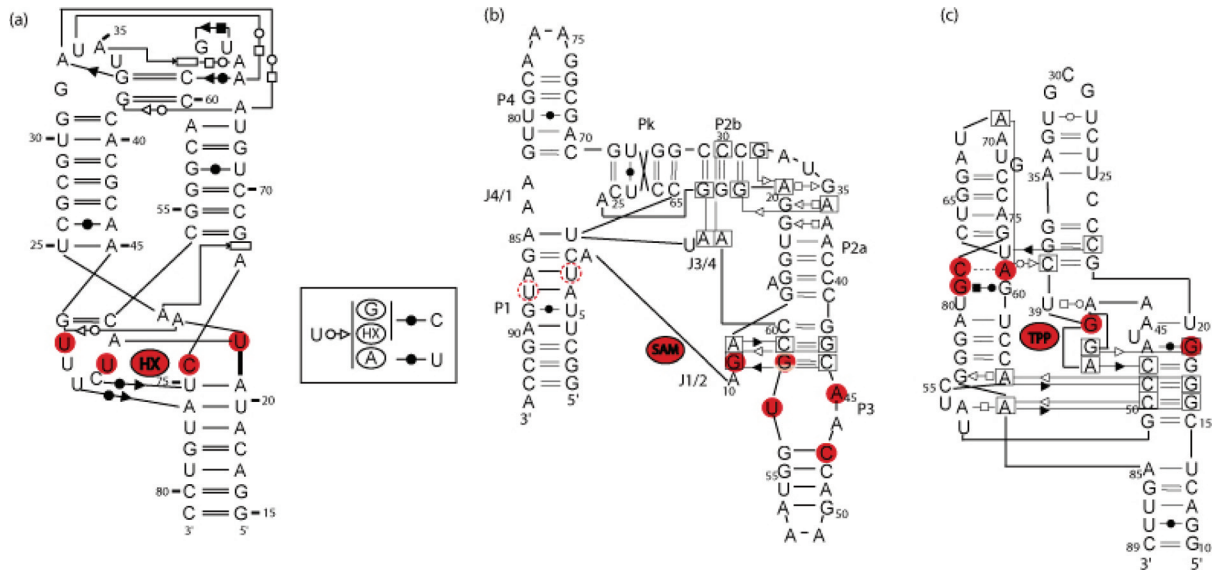 (a)
35
U A G U
A U A
G C A
G G C 60 A
30 U A 40
G C
U A
G C
C G
G C
C A
U A
25 45
A U
C G
A U
G G U
G C 70
55 G C
G G
C A
G C A A
U U A U
U C HX C
U 75 U A
A U 20
U A
G C
U A
80 C G
C G 15
3' 5'
U G C
HX
A U
(b)
A A 75
A G
C G
P4 G C
80 U G
U A
G C 70
J4/1
A
A
85 A U
G C A
A U
U A
P1 G U 5
A U
90 G C
C G
C G
A 5'
3'
Pk P2b
30
G U G G C C C G A U
A C U C C G G G A G 35
25 65 20 A
U A A
J3/4
G A
G A
U A P2a
G C 40
G C
A G
60 C G
A C G
G G C
10 A J1/2
SAM
U A 45
A P3
C
G C
55 U A
A G
A A 50
(c)
30 C
G G
U U
G C
A U
35 A U 25
A C
G C
G G
C
A
70 A
U U G
A C
G C
65 G A
U G 75
C U
C A
G G 60
80 A U
U C
G C
G A
G A
55 C U A U
U
39
A A
G A U 20
G U 45
A A G
TPP
C G
C G
50 C G
G C 15
A U
85 G C
U A
U G
C G 10
89 3' 5'